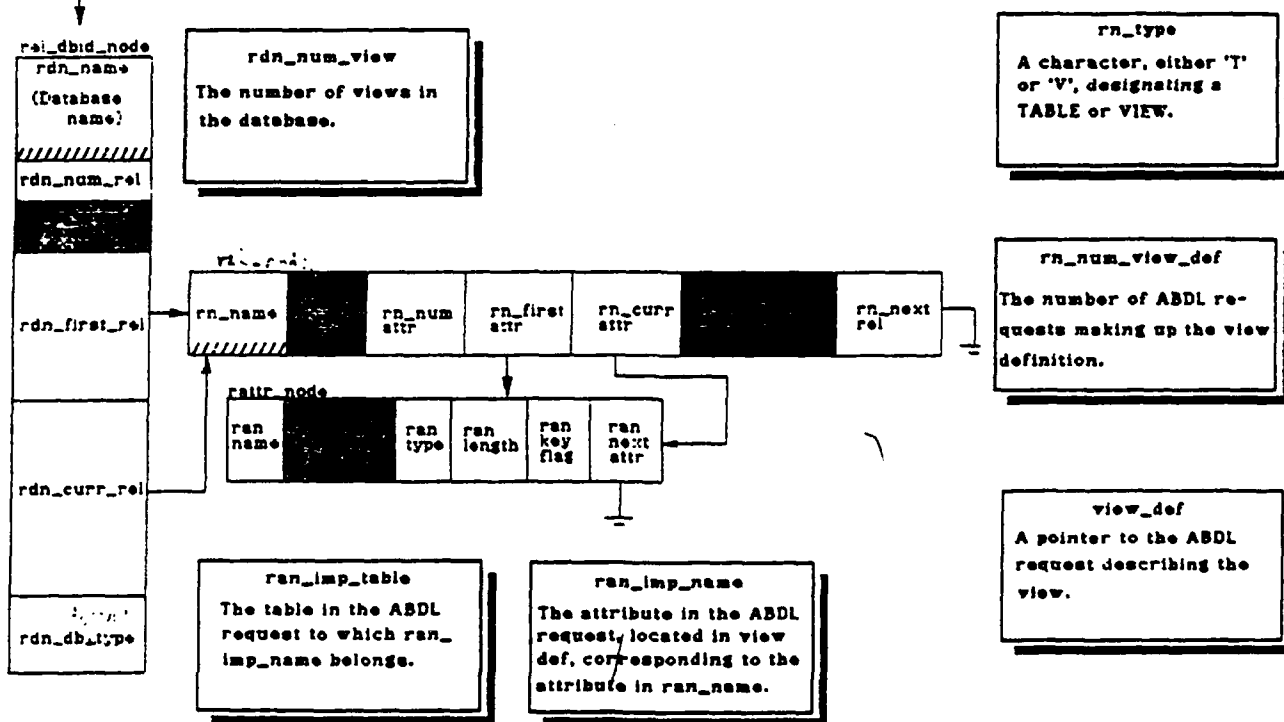 rel_dbid_node
rdn_name
(Database
name)
rdn_num_rel
rdn_first_rel
rdn_curr_rel
rdn_db_type
rdn_num_view
The number of views in
the database.
rn_type
A character, either 'T'
or 'V', designating a
TABLE or VIEW.
rn_name
rn_num
attr
rn_first
attr
rn_curr
attr
rn_next
rel
rattr_node
ran
name
ran
type
ran
length
ran
key
flag
ran
next
attr
rn_num_view_def
The number of ABDL re-
quests making up the view
definition.
view_def
A pointer to the ABDL
request describing the
view.
ran_imp_table
The table in the ABDL
request to which ran_
imp_name belongs.
ran_imp_name
The attribute in the ABDL
request, located in view
def, corresponding to the
attribute in ran_name.